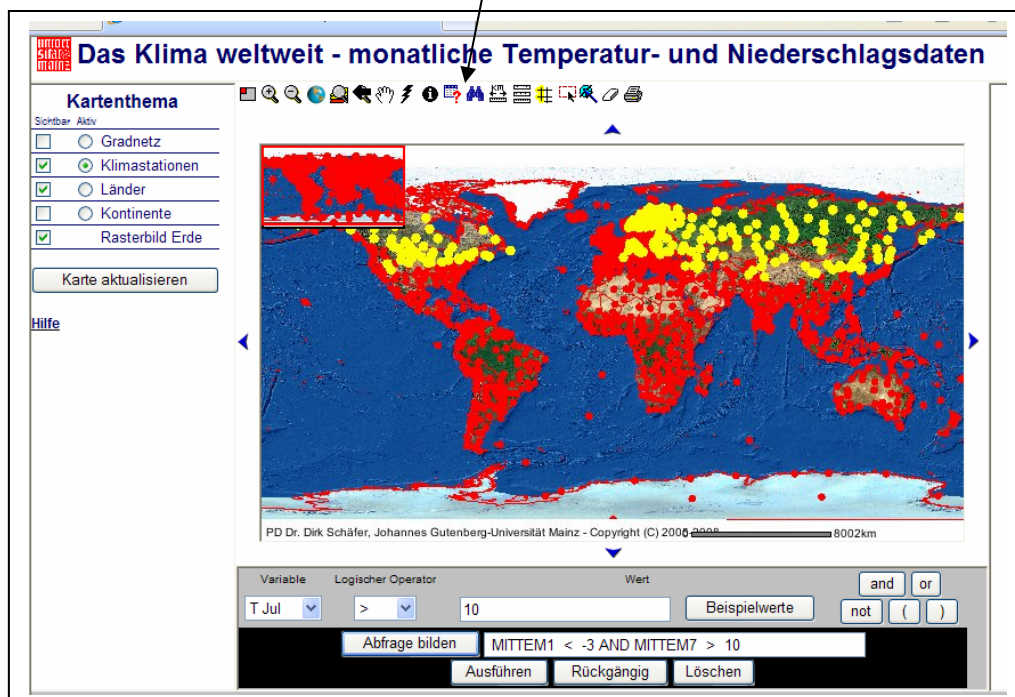 Das Klima weltweit - monatliche Temperatur- und Niederschlagsdaten
Kartenthema
Sichtbar Aktiv
Gradnetz
Klimastationen
Länder
Kontinente
Rasterbild Erde
Karte aktualisieren
Hilfe
PD Dr. Dirk Schäfer, Johannes Gutenberg-Universität Mainz - Copyright (C) 2005-2008
8002km
Variable Logischer Operator Wert
and or
T Jul > 10 Beispielwerte not ( )
Abfrage bilden MITTEM1 < -3 AND MITTEM7 > 10
Ausführen Rückgängig Löschen